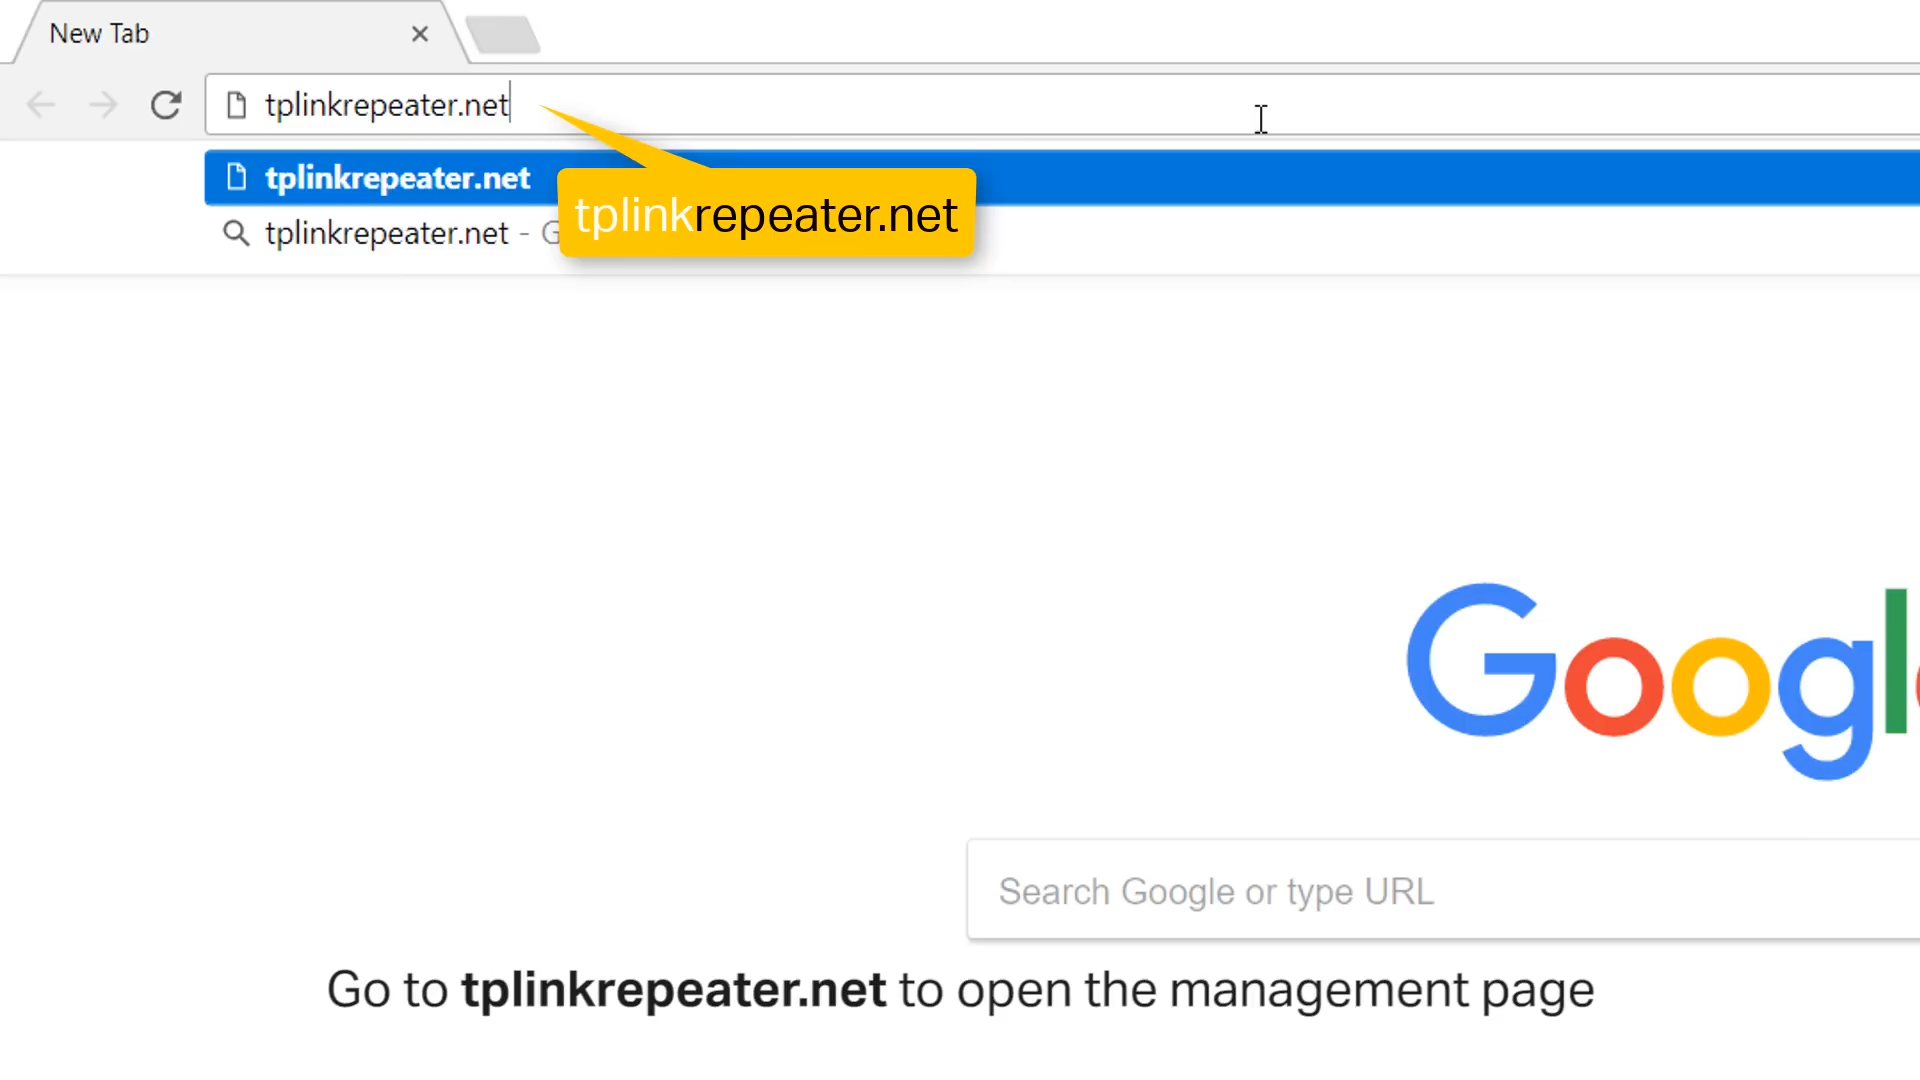 New Tab
tplinkrepeater.net
tplinkrepeater.net
tplinkrepeater.net - G
tplinkrepeater.net
Google
Search Google or type URL
Go to tplinkrepeater.net to open the management page